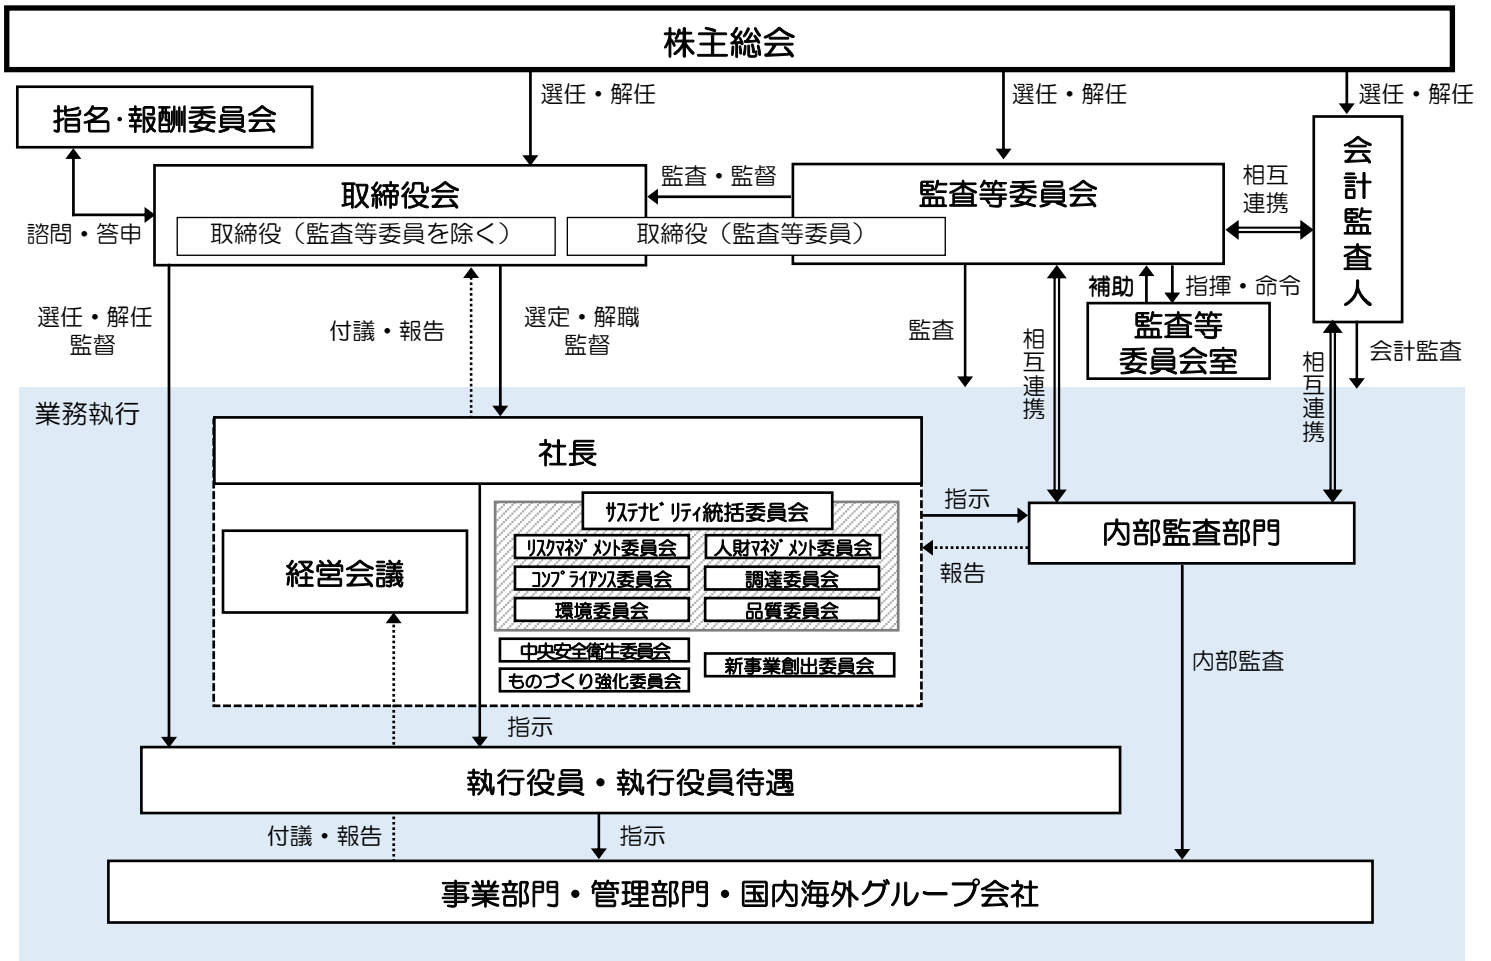 株主総会
選任・解任
選任・解任
選任・解任
指名・報酬委員会
諮問・答申
取締役会
取締役（監査等委員を除く）
取締役（監査等委員）
監査・監督
監査等委員会
相互
連携
会計監査人
選任・解任
監督
付議・報告
選定・解職
監督
監査
相互連携
補助
指揮・命令
監査等
委員会室
相互連携
会計監査
業務執行
社長
経営会議
ｻｽﾃﾅﾋﾞﾘﾃｨ統括委員会
ﾘｽｸﾏﾈｼﾞﾒﾝﾄ委員会
人財ﾏﾈｼﾞﾒﾝﾄ委員会
ｺﾝﾌﾟﾗｲｱﾝｽ委員会
調達委員会
環境委員会
品質委員会
中央安全衛生委員会
新事業創出委員会
ものづくり強化委員会
指示
報告
内部監査部門
内部監査
指示
執行役員・執行役員待遇
付議・報告
指示
事業部門・管理部門・国内海外グループ会社